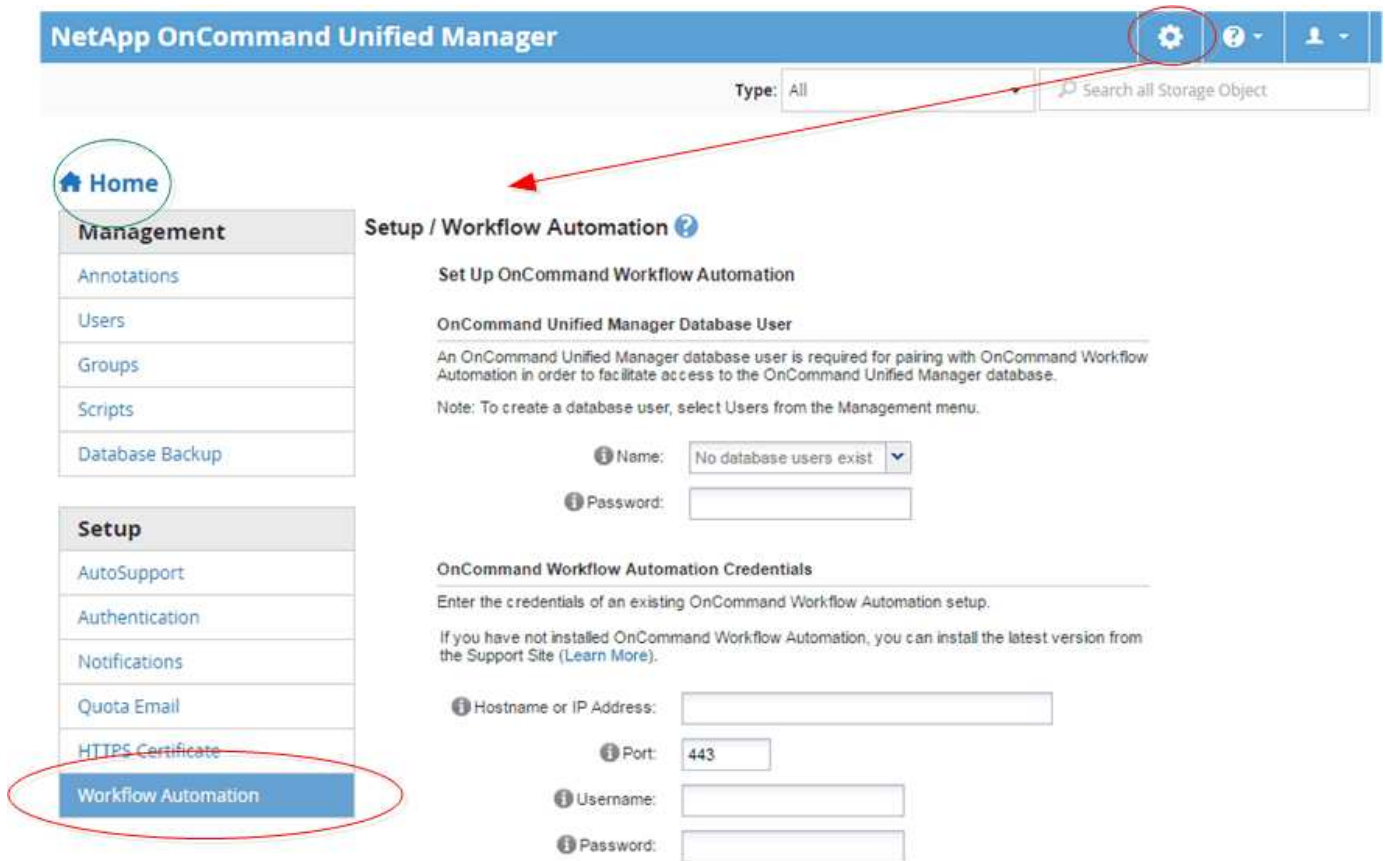 NetApp OnCommand Unified Manager
Type: All
Search all Storage Object
Home
Management
Annotations
Users
Groups
Scripts
Database Backup
Setup
AutoSupport
Authentication
Notifications
Quota Email
HTTPS Certificate
Workflow Automation
Setup / Workflow Automation
Set Up OnCommand Workflow Automation
OnCommand Unified Manager Database User
An OnCommand Unified Manager database user is required for pairing with OnCommand Workflow
Automation in order to facilitate access to the OnCommand Unified Manager database.
Note: To create a database user, select Users from the Management menu.
Name: No database users exist
Password:
OnCommand Workflow Automation Credentials
Enter the credentials of an existing OnCommand Workflow Automation setup.
If you have not installed OnCommand Workflow Automation, you can install the latest version from
the Support Site (Learn More).
Hostname or IP Address:
Port: 443
Username:
Password: